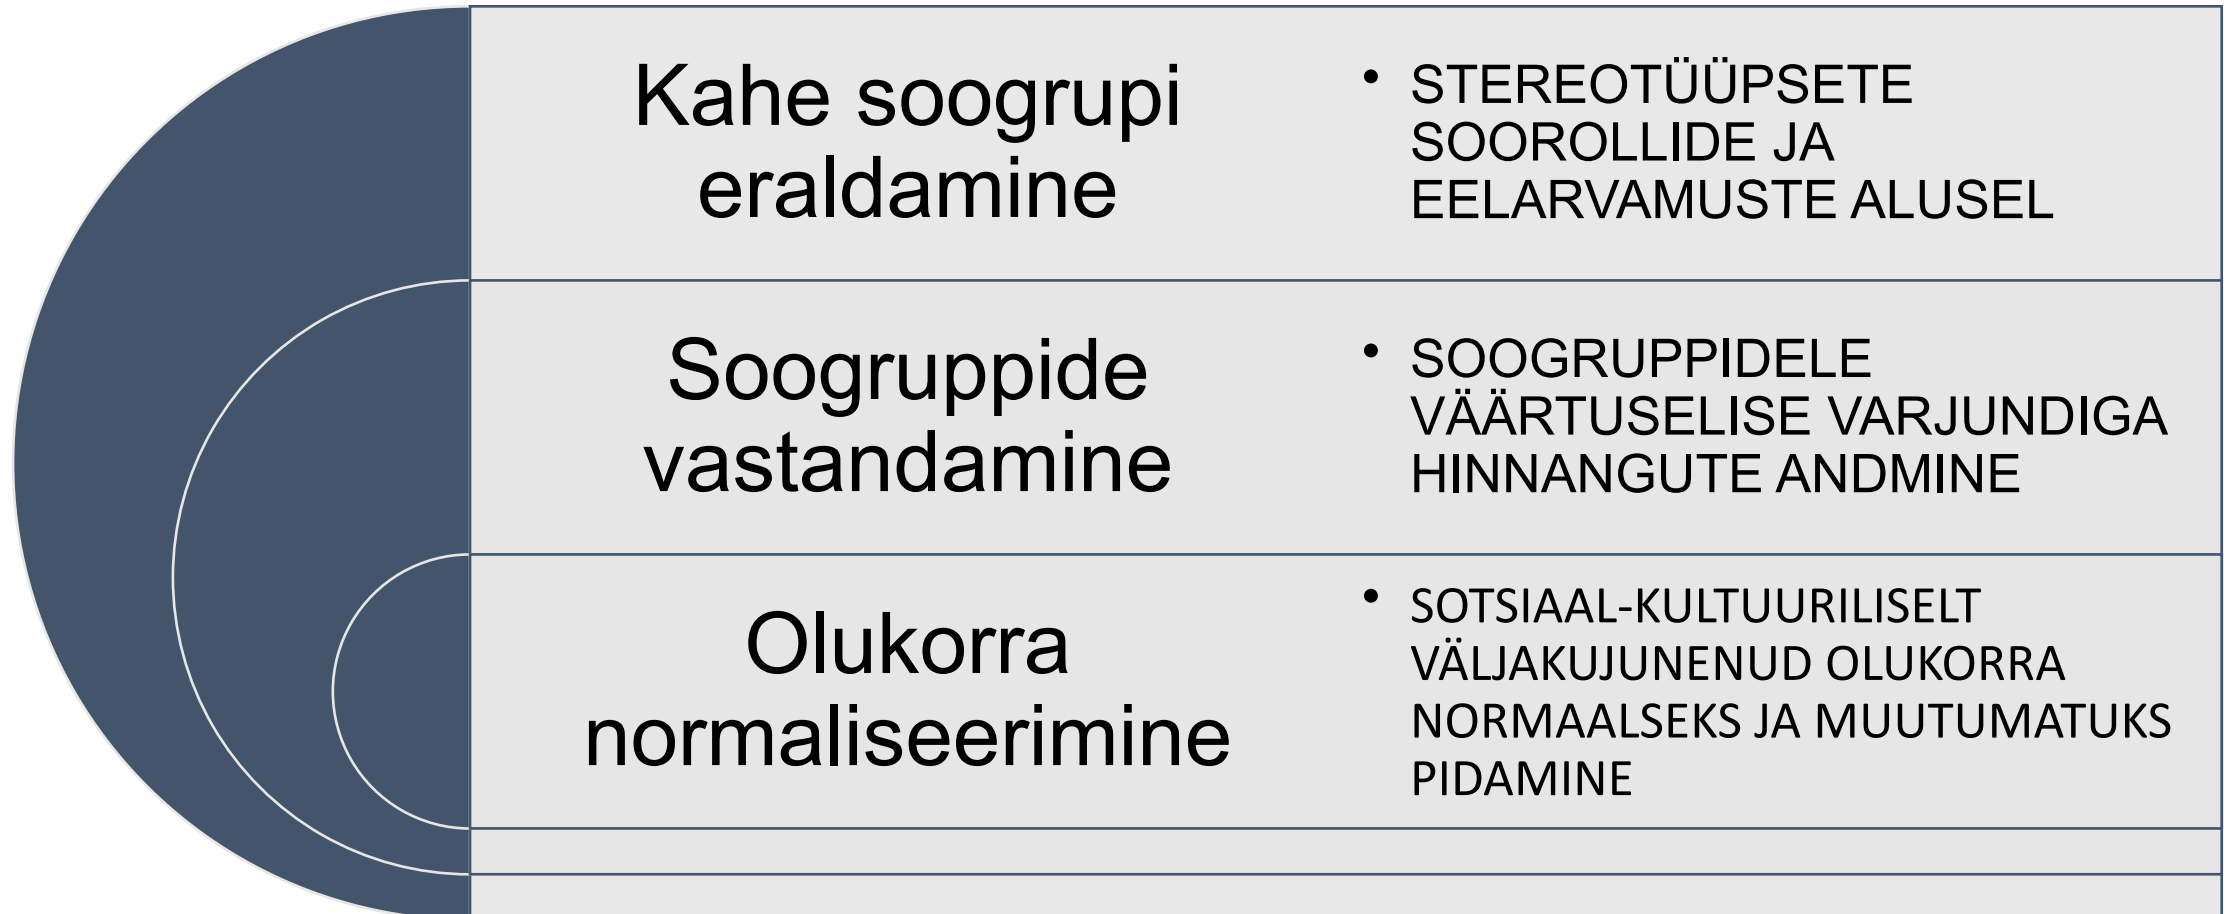 Kahe soogrupi
eraldamine
• STEREOTÜÜPSETE
SOOROLLIDE JA
EELARVAMUSTE ALUSEL
Soogruppide
vastandamine
• SOOGRUPPIDELE
VÄÄRTUSELISE VARJUNDIGA
HINNANGUTE ANDMINE
Olukorra
normaliseerimine
• SOTSIAAL-KULTUURILISELT
VÄLJAKUJUNENUD OLUKORRA
NORMAALSEKS JA MUUTUMATUKS
PIDAMINE